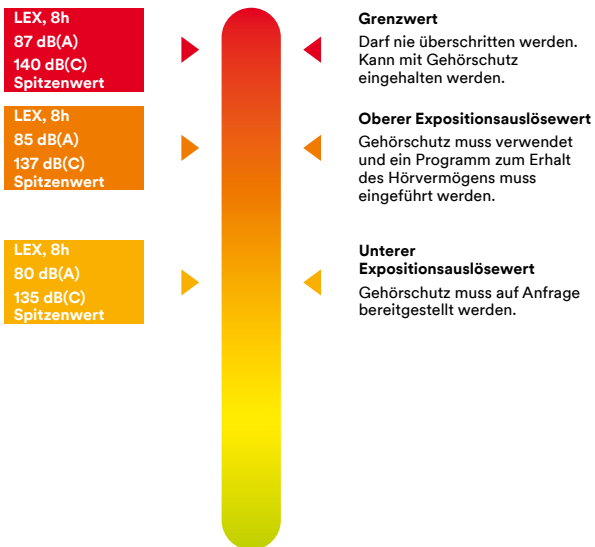 LEX, 8h
87 dB(A)
140 dB(C)
Spitzenwert
Grenzwert
Darf nie überschritten werden.
Kann mit Gehörschutz
eingehalten werden.
LEX, 8h
85 dB(A)
137 dB(C)
Spitzenwert
Oberer Expositionsauslösewert
Gehörschutz muss verwendet
und ein Programm zum Erhalt
des Hörvermögens muss
eingeführt werden.
LEX, 8h
80 dB(A)
135 dB(C)
Spitzenwert
Unterer
Expositionsauslösewert
Gehörschutz muss auf Anfrage
bereitgestellt werden.